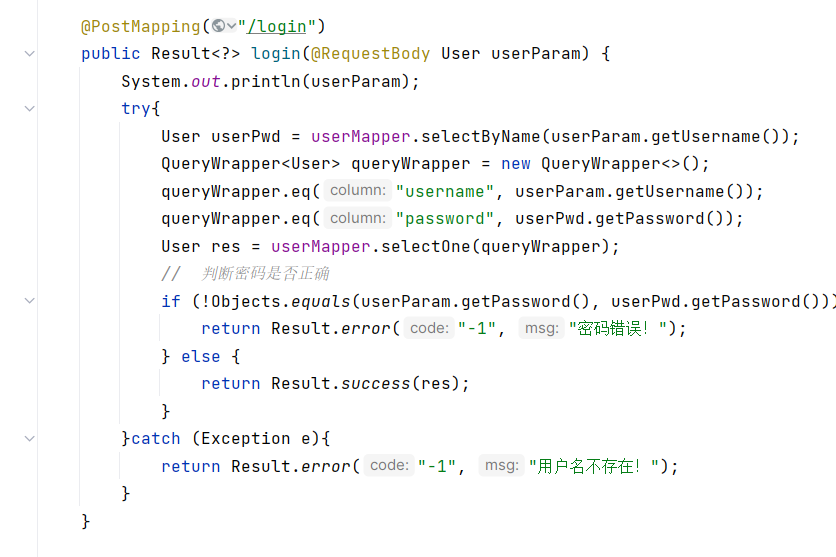 @PostMapping("/login")
public Result<?> login(@RequestBody User userParam) {
System.out.println(userParam);
try{
User userPwd = userMapper.selectByName(userParam.getUsername());
QueryWrapper<User> queryWrapper = new QueryWrapper<>();
queryWrapper.eq( column: "username", userParam.getUsername());
queryWrapper.eq( column: "password", userPwd.getPassword());
User res = userMapper.selectOne(queryWrapper);
// 判断密码是否正确
if (!Objects.equals(userParam.getPassword(), userPwd.getPassword()))
return Result.error( code: "-1", msg: "密码错误! ");
} else {
return Result.success(res);
}
}catch (Exception e){
return Result.error( code: "-1", msg: "用户名不存在! ");
}
}